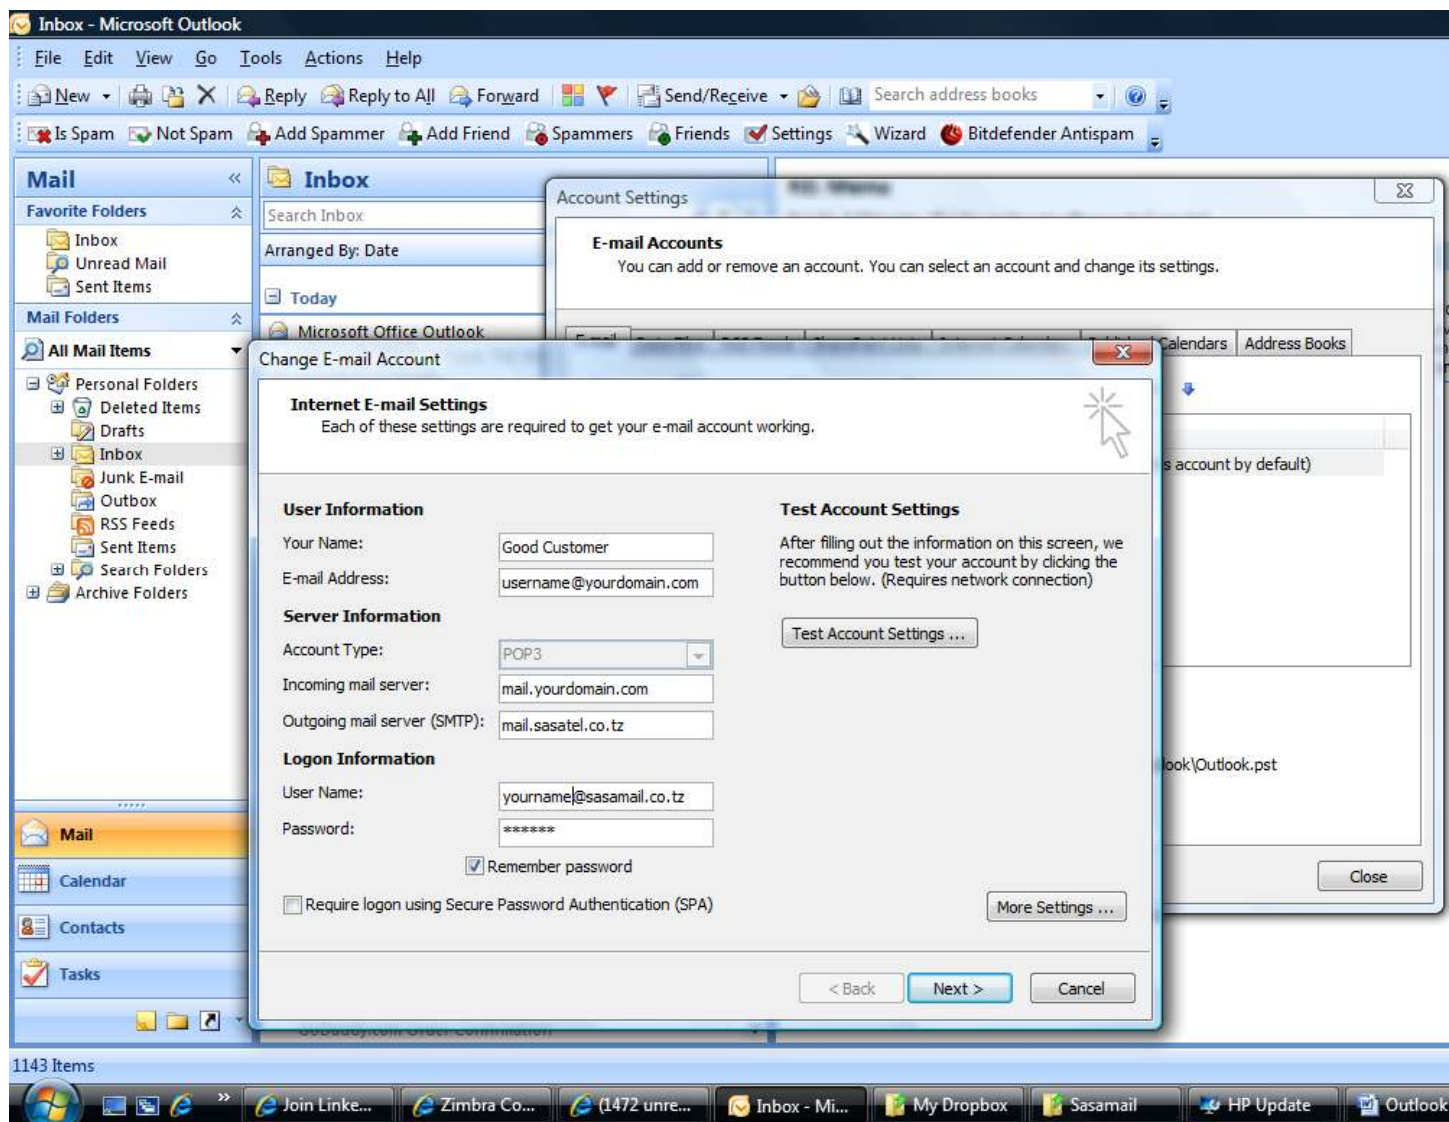 Inbox - Microsoft Outlook
File Edit View Go Tools Actions Help
New Reply Reply to All Forward Send/Receive Search address books
Is Spam Not Spam Add Spammer Add Friend Spammers Friends Settings Wizard Bitdefender Antispam
Mail «
Favorite Folders
Inbox
Unread Mail
Sent Items
Mail Folders
All Mail Items
Personal Folders
Deleted Items
Drafts
Inbox
Junk E-mail
Outbox
RSS Feeds
Sent Items
Search Folders
Archive Folders
Mail
Calendar
Contacts
Tasks
Inbox
Search Inbox
Arranged By: Date
Today
Microsoft Office Outlook
Account Settings
E-mail Accounts
You can add or remove an account. You can select an account and change its settings.
Calendars Address Books
s account by default)
look\Outlook.pst
Close
Change E-mail Account
Internet E-mail Settings
Each of these settings are required to get your e-mail account working.
User Information
Your Name: Good Customer
E-mail Address: username@yourdomain.com
Server Information
Account Type: POP3
Incoming mail server: mail.yourdomain.com
Outgoing mail server (SMTP): mail.sasatel.co.tz
Logon Information
User Name: yourname@sasamail.co.tz
Password: ******
Remember password
Require logon using Secure Password Authentication (SPA)
Test Account Settings
After filling out the information on this screen, we
recommend you test your account by clicking the
button below. (Requires network connection)
Test Account Settings ...
More Settings ...
< Back Next > Cancel
1143 Items
» Join Linke... Zimbra Co... (1472 unre... Inbox - Mi... My Dropbox Sasamail HP Update Outlook